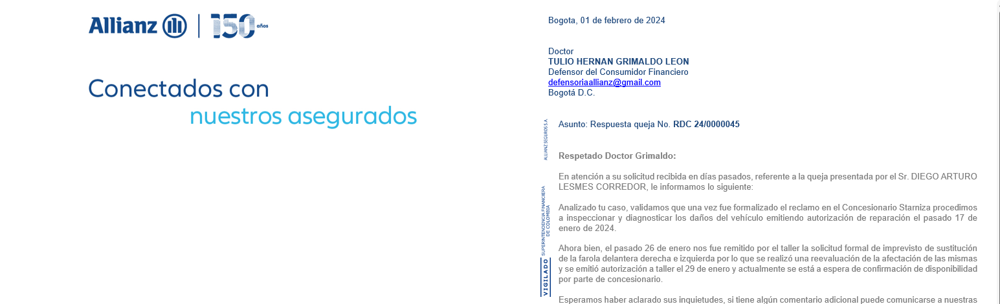 Allianz 150 años
Conectados con
nuestros asegurados
Bogota, 01 de febrero de 2024
Doctor
TULIO HERNAN GRIMALDO LEON
Defensor del Consumidor Financiero
defensoriaallianz@gmail.com
Bogotá D.C.
Asunto: Respuesta queja No. RDC 24/0000045
Respetado Doctor Grimaldo:
En atención a su solicitud recibida en días pasados, referente a la queja presentada por el Sr. DIEGO ARTURO
LESMES CORREDOR, le informamos lo siguiente:
Analizado tu caso, validamos que una vez fue formalizado el reclamo en el Concesionario Starniza procedimos
a inspeccionar y diagnosticar los daños del vehículo emitiendo autorización de reparación el pasado 17 de
enero de 2024.
Ahora bien, el pasado 26 de enero nos fue remitido por el taller la solicitud formal de imprevisto de sustitución
de la farola delantera derecha e izquierda por lo que se realizó una reevaluación de la afectación de las mismas
y se emitió autorización a taller el 29 de enero y actualmente se está a espera de confirmación de disponibilidad
por parte de concesionario.
Esperamos haber aclarado sus inquietudes, si tiene algún comentario adicional puede comunicarse a nuestras
ALLIANZ SEGUROS S.A.
SUPERINTENDENCIA FINANCIERA
DE COLOMBIA
VIGILADO